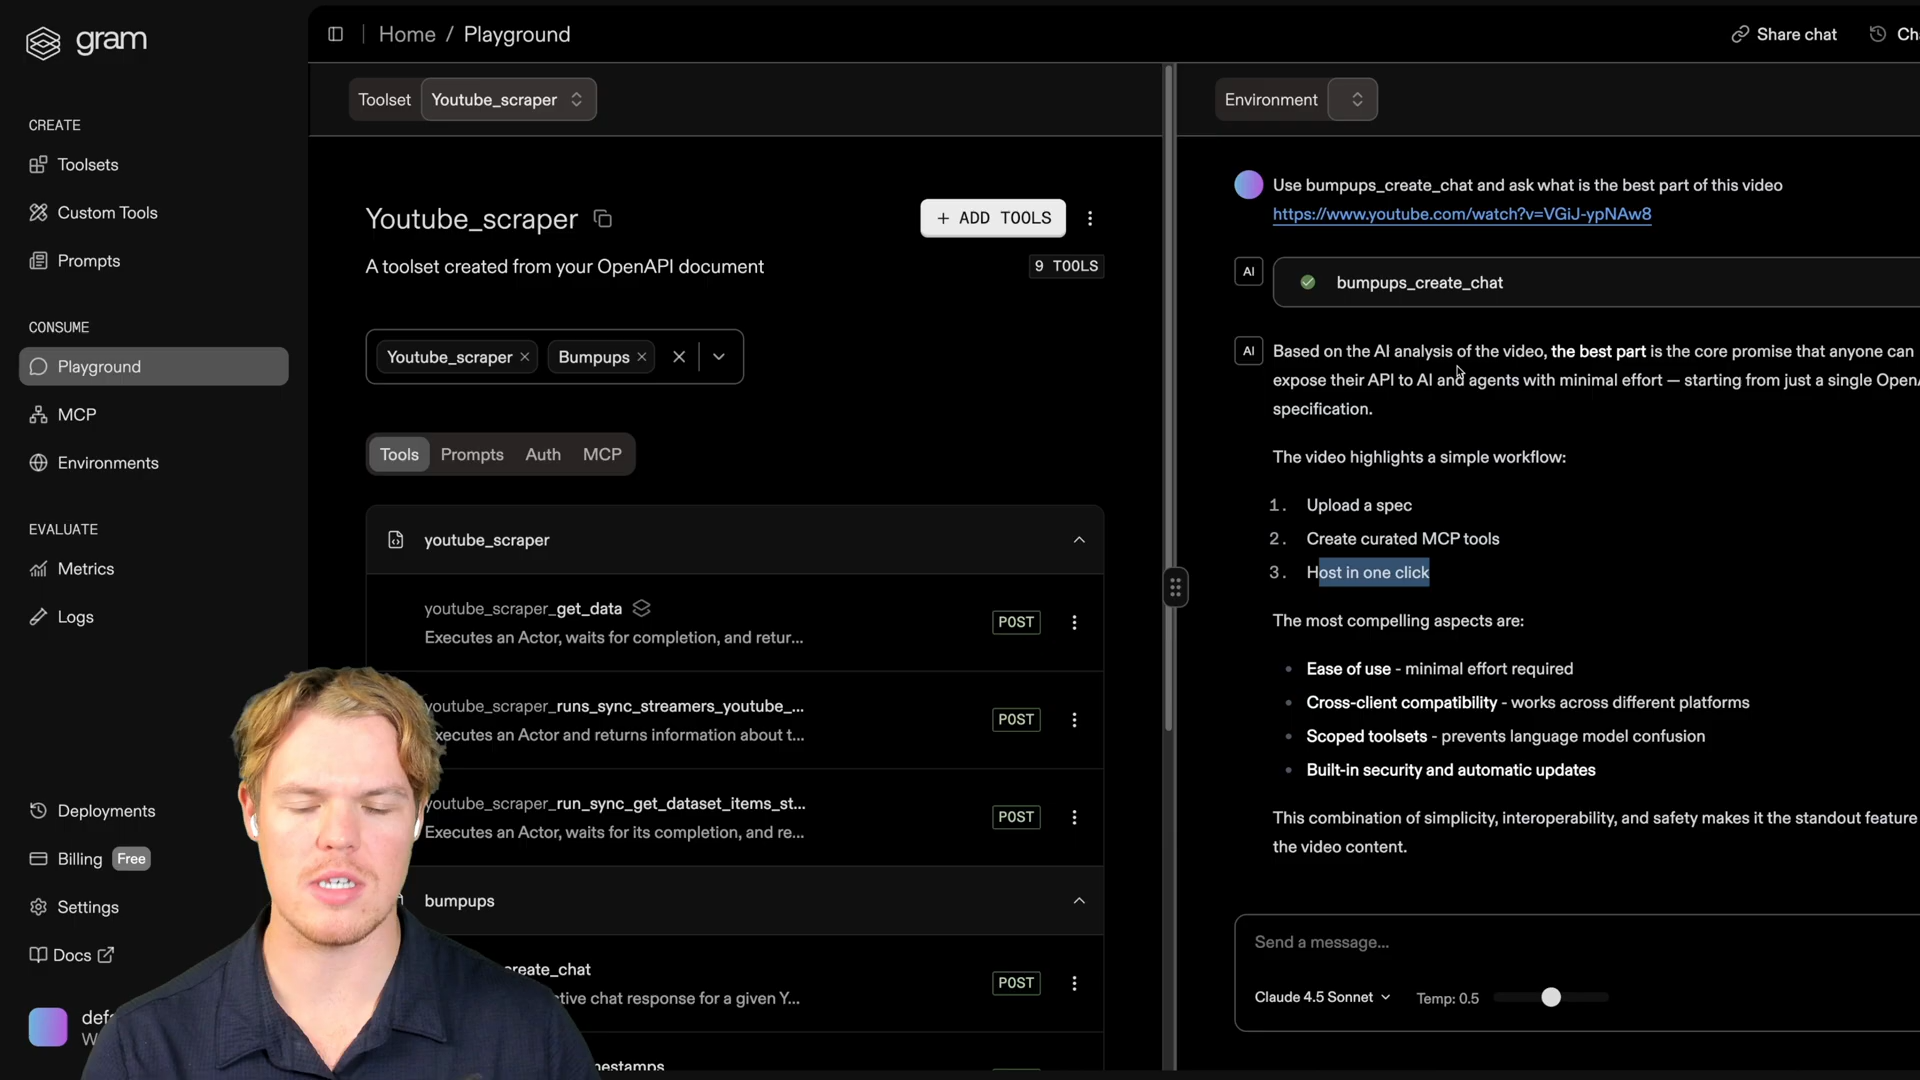 gram
CREATE
Toolsets
Custom Tools
Prompts
CONSUME
Playground
MCP
Environments
EVALUATE
Metrics
Logs
Deployments
Billing Free
Settings
Docs
Home / Playground
Share chat
Toolset Youtube_scraper
Youtube_scraper
+ ADD TOOLS
A toolset created from your OpenAPI document
9 TOOLS
Youtube_scraper × Bumpups ×
Tools Prompts Auth MCP
youtube_scraper
youtube_scraper_get_data
POST
Executes an Actor, waits for completion, and retur...
youtube_scraper_runs_sync_streamers_youtube_...
POST
Executes an Actor and returns information about t...
youtube_scraper_run_sync_get_dataset_items_st...
POST
Executes an Actor, waits for its completion, and re...
bumpups
create_chat
POST
chat response for a given Y...
Environment
Use bumpups_create_chat and ask what is the best part of this video
https://www.youtube.com/watch?v=VGiJ-ypNAw8
AI
bumpups_create_chat
AI
Based on the AI analysis of the video, the best part is the core promise that anyone can
expose their API to AI and agents with minimal effort — starting from just a single OpenA
specification.
The video highlights a simple workflow:
1. Upload a spec
2. Create curated MCP tools
3. Host in one click
The most compelling aspects are:
• Ease of use - minimal effort required
• Cross-client compatibility - works across different platforms
• Scoped toolsets - prevents language model confusion
• Built-in security and automatic updates
This combination of simplicity, interoperability, and safety makes it the standout feature
the video content.
Send a message...
Claude 4.5 Sonnet
Temp: 0.5